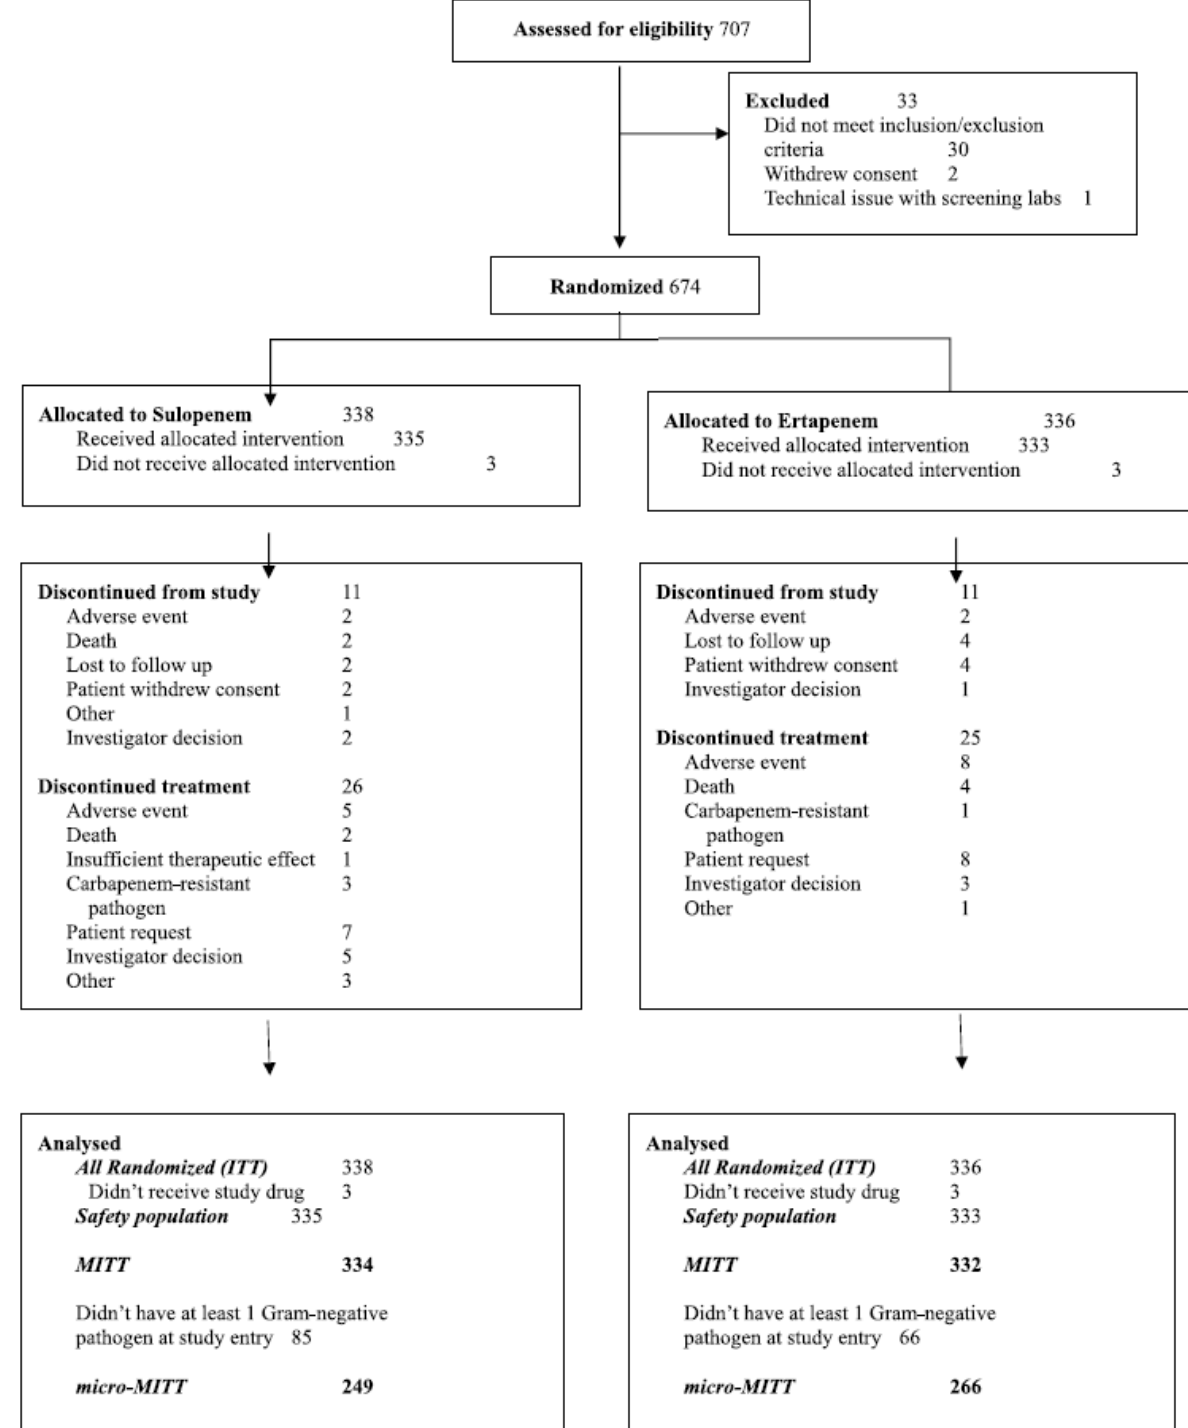 Assessed for eligibility 707
Excluded 33
Did not meet inclusion/exclusion
criteria 30
Withdrew consent 2
Technical issue with screening labs 1
Randomized 674
Allocated to Sulopenem 338
Received allocated intervention 335
Did not receive allocated intervention 3
Allocated to Ertapenem 336
Received allocated intervention 333
Did not receive allocated intervention 3
Discontinued from study 11
Adverse event 2
Death 2
Lost to follow up 2
Patient withdrew consent 2
Other 1
Investigator decision 2
Discontinued treatment 26
Adverse event 5
Death 2
Insufficient therapeutic effect 1
Carbapenem-resistant 3
pathogen
Patient request 7
Investigator decision 5
Other 3
Discontinued from study 11
Adverse event 2
Lost to follow up 4
Patient withdrew consent 4
Investigator decision 1
Discontinued treatment 25
Adverse event 8
Death 4
Carbapenem-resistant 1
pathogen
Patient request 8
Investigator decision 3
Other 1
Analysed
All Randomized (ITT) 338
Didn't receive study drug 3
Safety population 335
MITT 334
Didn't have at least 1 Gram-negative
pathogen at study entry 85
micro-MITT 249
Analysed
All Randomized (ITT) 336
Didn't receive study drug 3
Safety population 333
MITT 332
Didn't have at least 1 Gram-negative
pathogen at study entry 66
micro-MITT 266